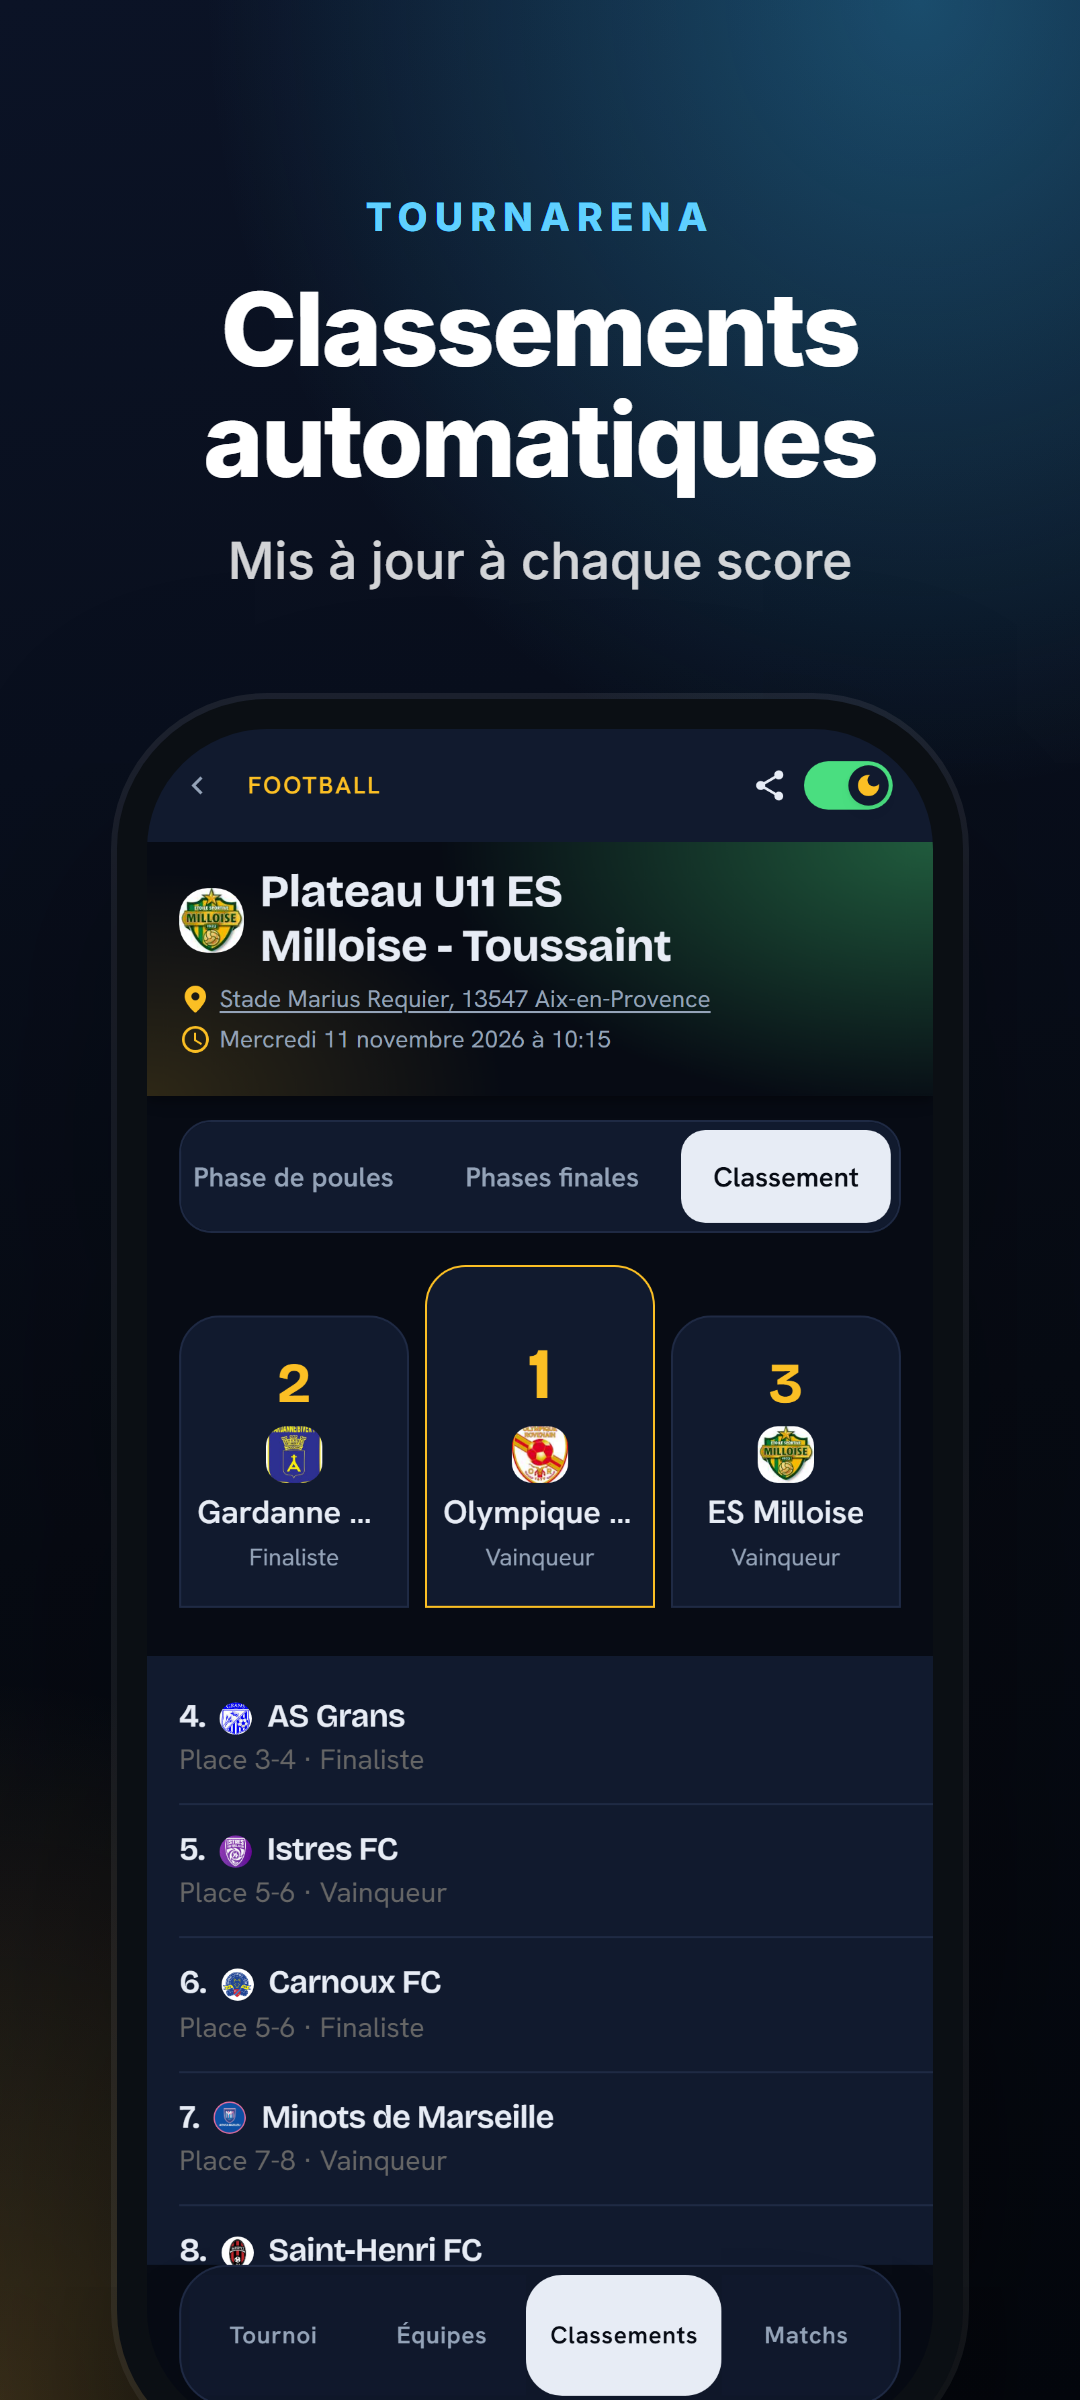 TOURNARENA
Classements
automatiques
Mis à jour à chaque score
FOOTBALL
MILLOISE
Plateau U11 ES
Milloise - Toussaint
Stade Marius Requier, 13547 Aix-en-Provence
Mercredi 11 novembre 2026 à 10:15
Phase de poules
Phases finales
Classement
2
Gardanne ...
Finaliste
1
Olympique ...
Vainqueur
3
MILLOISE
ES Milloise
Vainqueur
4. AS Grans
Place 3-4 · Finaliste
5. Istres FC
Place 5-6 · Vainqueur
6. Carnoux FC
Place 5-6 · Finaliste
7. Minots de Marseille
Place 7-8 · Vainqueur
8. Saint-Henri FC
Tournoi
Équipes
Classements
Matchs